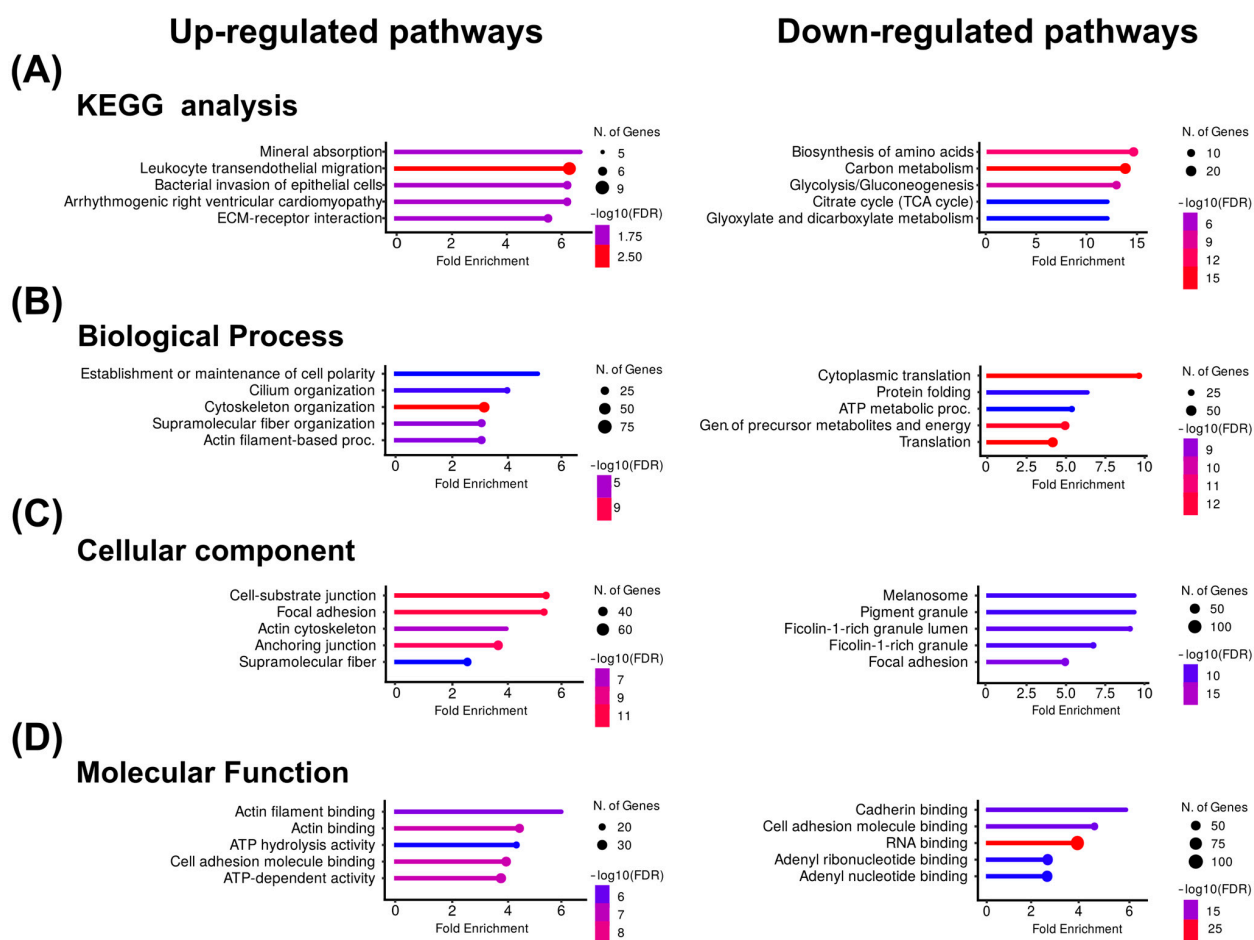 Up-regulated pathways
Down-regulated pathways
(A)
KEGG analysis
Mineral absorption
Leukocyte transendothelial migration
Bacterial invasion of epithelial cells
Arrhythmogenic right ventricular cardiomyopathy
ECM-receptor interaction
0 2 4 6
Fold Enrichment
N. of Genes
5
6
9
-log10(FDR)
1.75
2.50
Biosynthesis of amino acids
Carbon metabolism
Glycolysis/Gluconeogenesis
Citrate cycle (TCA cycle)
Glyoxylate and dicarboxylate metabolism
0 5 10 15
Fold Enrichment
N. of Genes
10
20
-log10(FDR)
6
9
12
15
(B)
Biological Process
Establishment or maintenance of cell polarity
Cilium organization
Cytoskeleton organization
Supramolecular fiber organization
Actin filament-based proc.
0 2 4 6
Fold Enrichment
N. of Genes
25
50
75
-log10(FDR)
5
9
Cytoplasmic translation
Protein folding
ATP metabolic proc.
Gen. of precursor metabolites and energy
Translation
0 2.5 5.0 7.5 10
Fold Enrichment
N. of Genes
25
50
-log10(FDR)
9
10
11
12
(C)
Cellular component
Cell-substrate junction
Focal adhesion
Actin cytoskeleton
Anchoring junction
Supramolecular fiber
0 2 4 6
Fold Enrichment
N. of Genes
40
60
-log10(FDR)
7
9
11
Melanosome
Pigment granule
Ficolin-1-rich granule lumen
Ficolin-1-rich granule
Focal adhesion
0 2.5 5.0 7.5 10
Fold Enrichment
N. of Genes
50
100
-log10(FDR)
10
15
(D)
Molecular Function
Actin filament binding
Actin binding
ATP hydrolysis activity
Cell adhesion molecule binding
ATP-dependent activity
0 2 4 6
Fold Enrichment
N. of Genes
20
30
-log10(FDR)
6
7
8
Cadherin binding
Cell adhesion molecule binding
RNA binding
Adenyl ribonucleotide binding
Adenyl nucleotide binding
0 2 4 6
Fold Enrichment
N. of Genes
50
75
100
-log10(FDR)
15
25